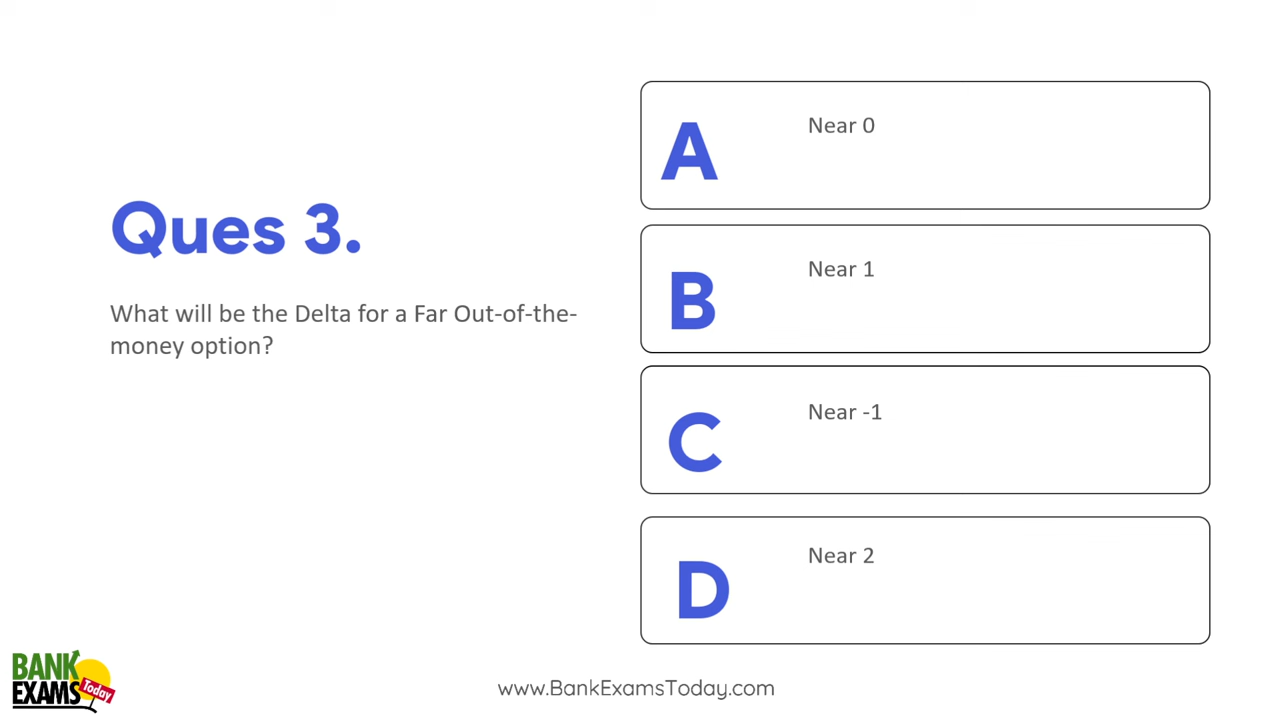 Ques 3.
What will be the Delta for a Far Out-of-the-
money option?
A
Near 0
B
Near 1
C
Near -1
D
Near 2
BANK
EXAMS
Today
www.BankExamsToday.com